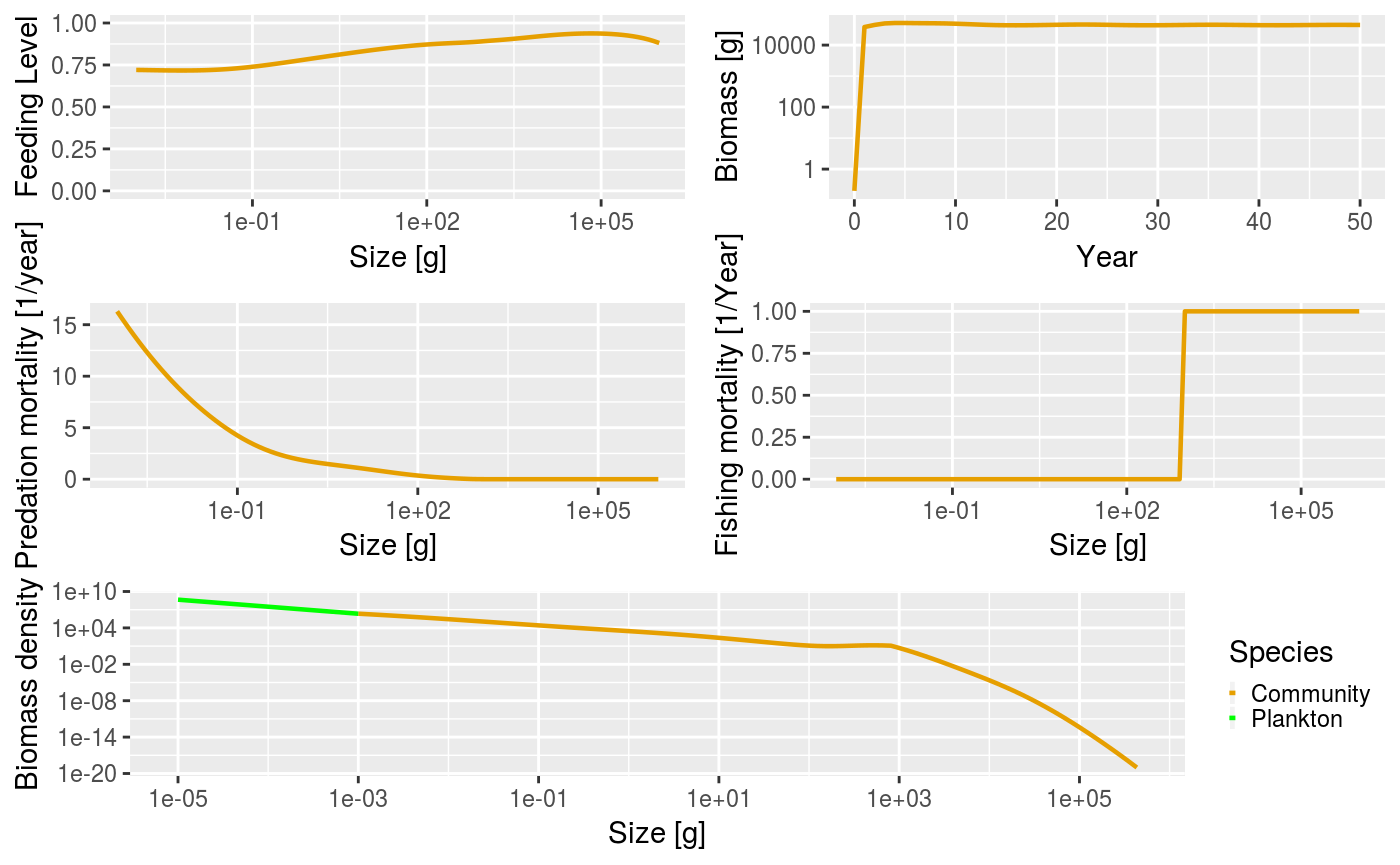 Feeding Level
1.00
0.75
0.50
0.25
0.00
1e-01 1e+02 1e+05
Size [g]
Biomass [g]
10000
100
1
0 10 20 30 40 50
Year
Predation mortality [1/year]
15
10
5
0
1e-01 1e+02 1e+05
Size [g]
Fishing mortality [1/Year]
1.00
0.75
0.50
0.25
0.00
1e-01 1e+02 1e+05
Size [g]
Biomass density
1e+10
1e+04
1e-02
1e-08
1e-14
1e-20
1e-05 1e-03 1e-01 1e+01 1e+03 1e+05
Size [g]
Species
Community
Plankton